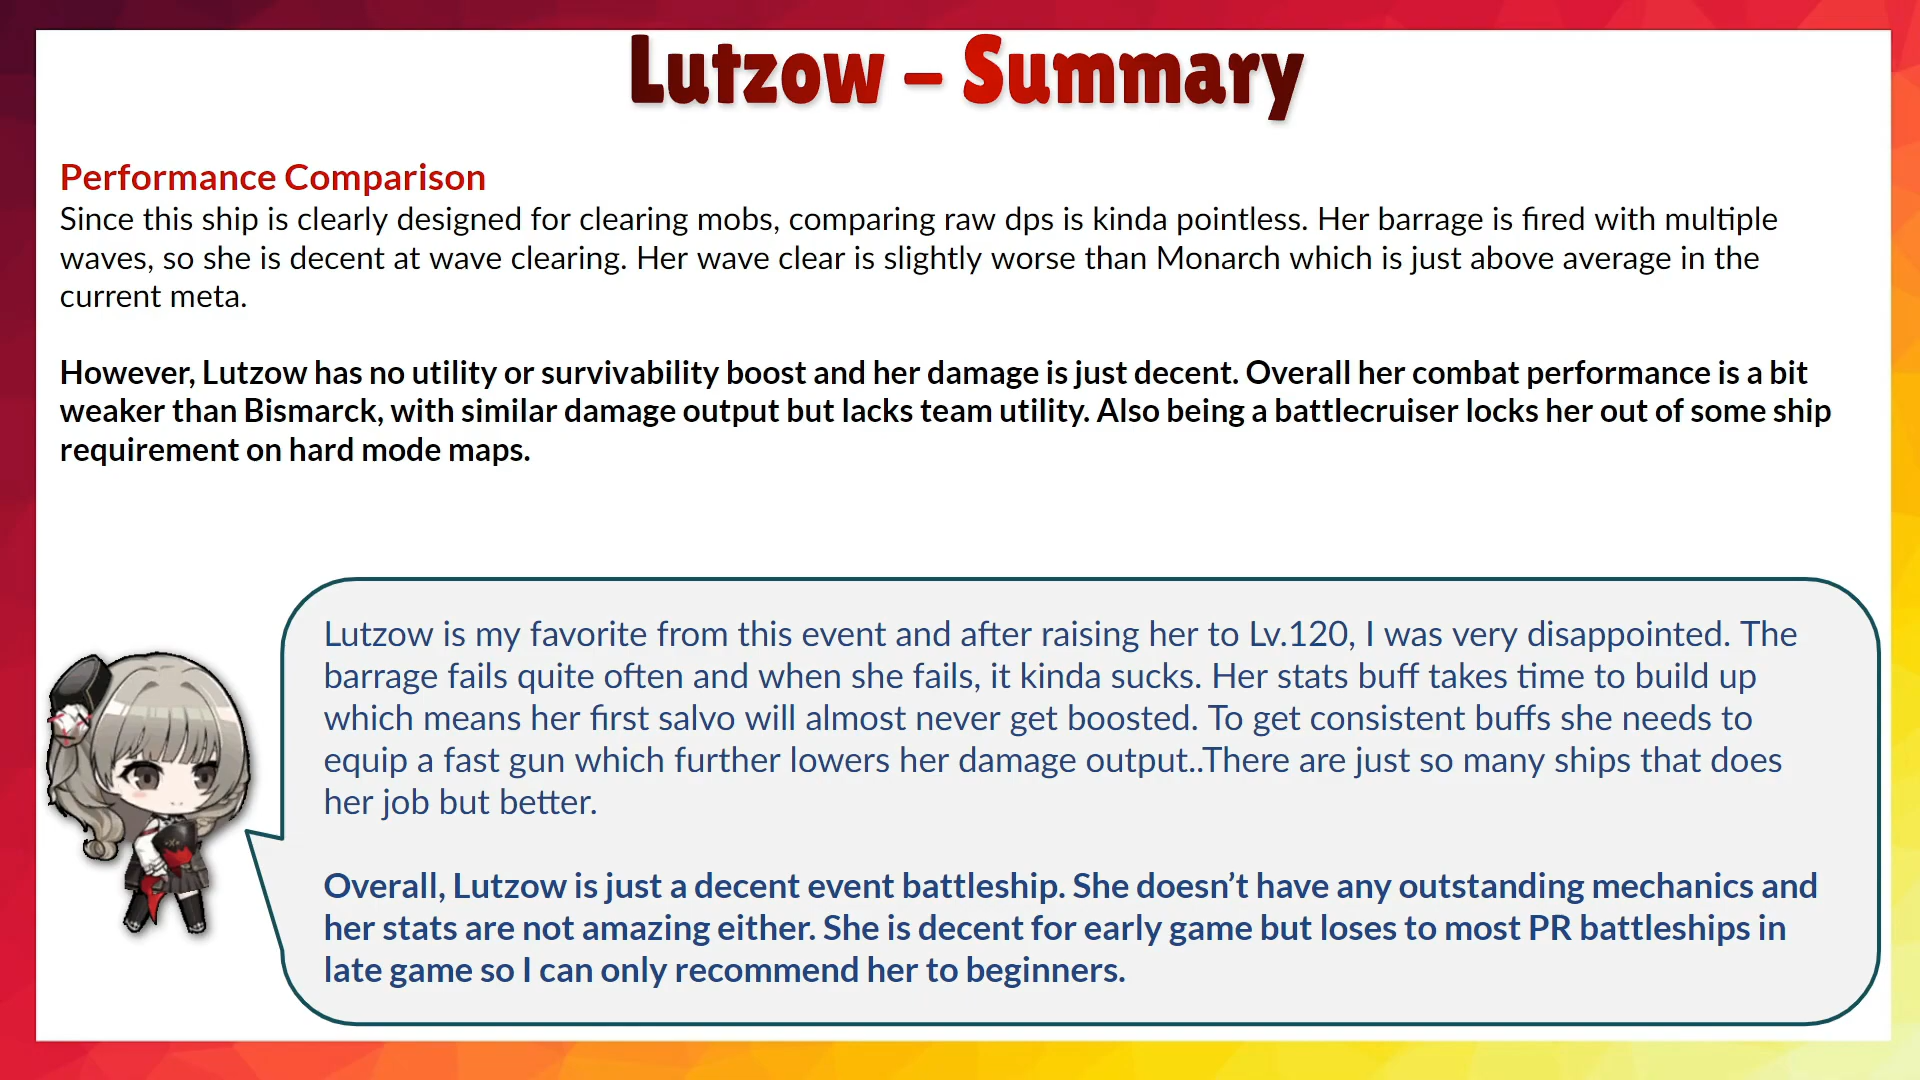 Lutzow – Summary
Performance Comparison
Since this ship is clearly designed for clearing mobs, comparing raw dps is kinda pointless. Her barrage is fired with multiple
waves, so she is decent at wave clearing. Her wave clear is slightly worse than Monarch which is just above average in the
current meta.
However, Lutzow has no utility or survivability boost and her damage is just decent. Overall her combat performance is a bit
weaker than Bismarck, with similar damage output but lacks team utility. Also being a battlecruiser locks her out of some ship
requirement on hard mode maps.
Lutzow is my favorite from this event and after raising her to Lv.120, I was very disappointed. The
barrage fails quite often and when she fails, it kinda sucks. Her stats buff takes time to build up
which means her first salvo will almost never get boosted. To get consistent buffs she needs to
equip a fast gun which further lowers her damage output..There are just so many ships that does
her job but better.
Overall, Lutzow is just a decent event battleship. She doesn’t have any outstanding mechanics and
her stats are not amazing either. She is decent for early game but loses to most PR battleships in
late game so I can only recommend her to beginners.